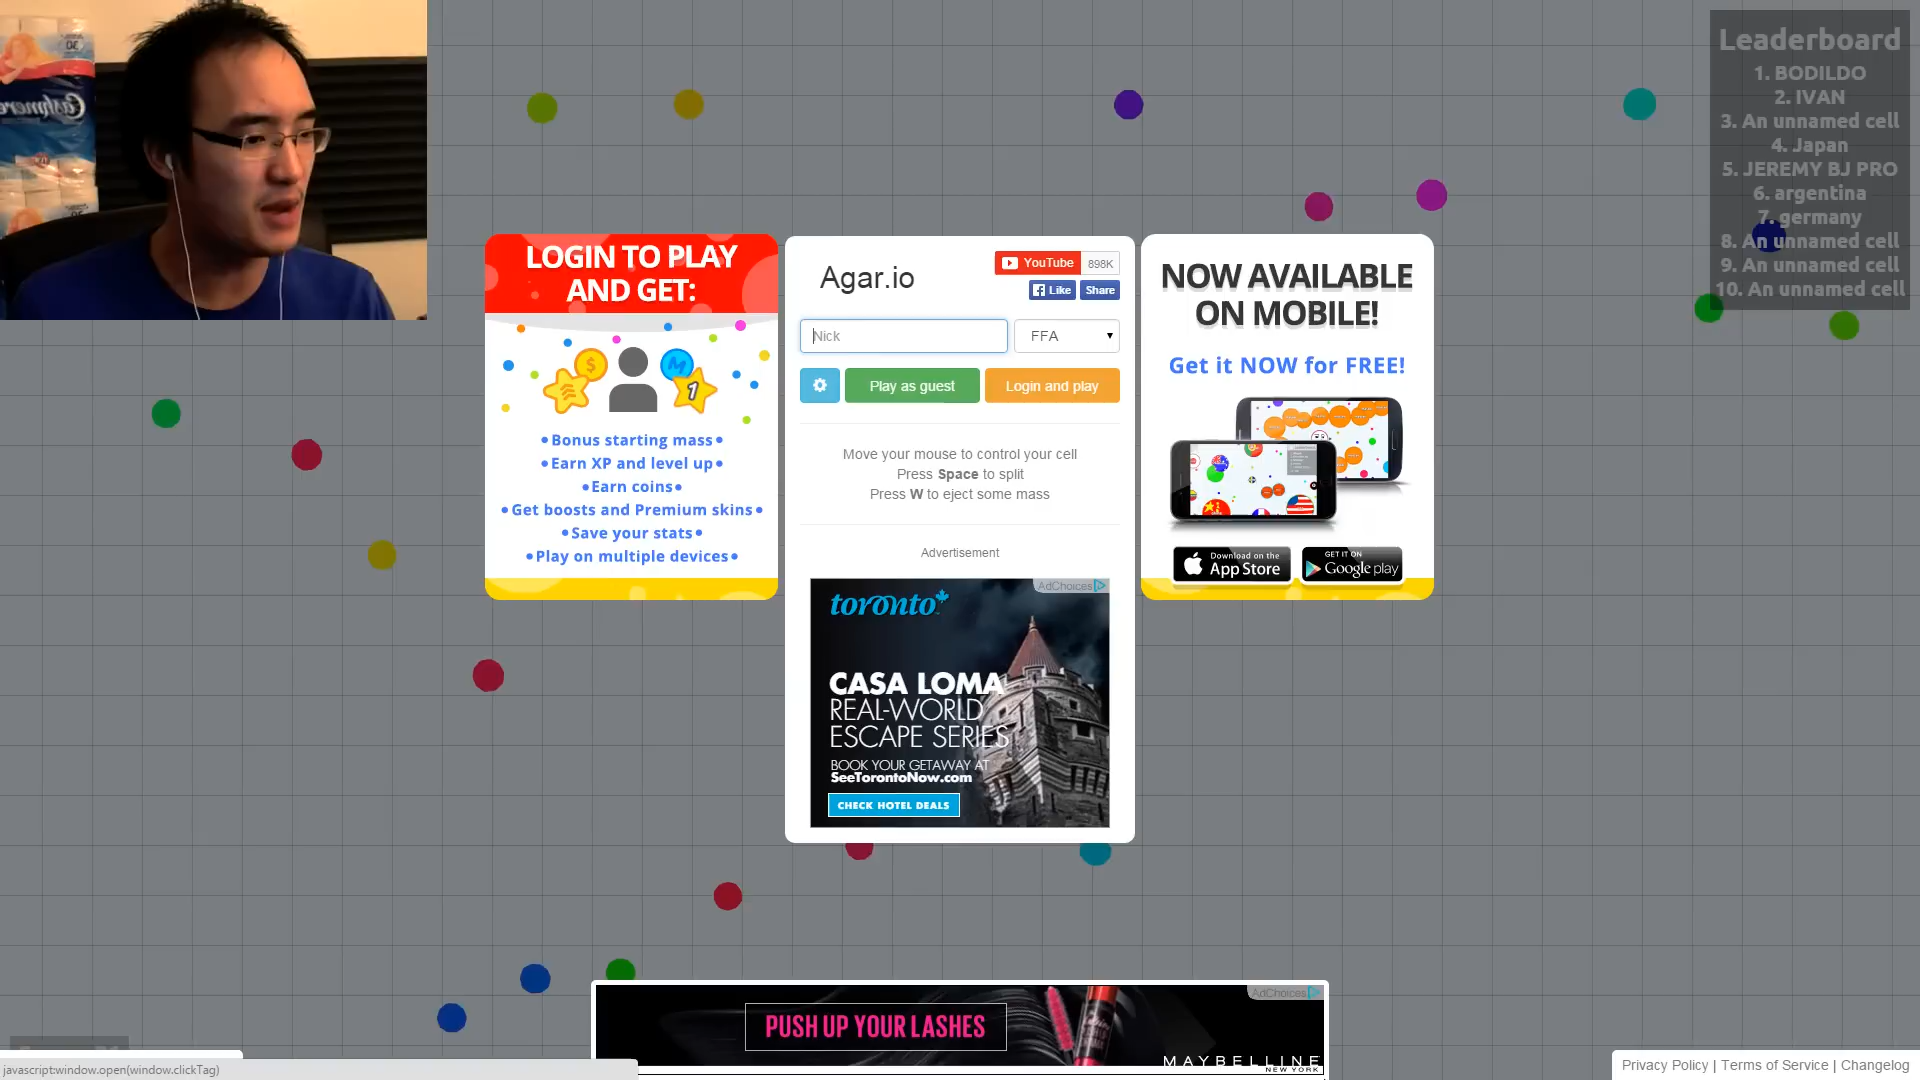 30
Cashmere
LOGIN TO PLAY
AND GET:
$
M
1
•Bonus starting mass•
•Earn XP and level up•
•Earn coins•
•Get boosts and Premium skins•
•Save your stats•
•Play on multiple devices•
Agar.io
YouTube 898K
Like Share
Nick
FFA
Play as guest
Login and play
Move your mouse to control your cell
Press Space to split
Press W to eject some mass
Advertisement
AdChoices
toronto
CASA LOMA
REAL-WORLD
ESCAPE SERIES
BOOK YOUR GETAWAY AT
SeeTorontoNow.com
CHECK HOTEL DEALS
NOW AVAILABLE
ON MOBILE!
Get it NOW for FREE!
Download on the
App Store
GET IT ON
Google play
Leaderboard
1. BODILDO
2. IVAN
3. An unnamed cell
4. Japan
5. JEREMY BJ PRO
6. argentina
7. germany
8. An unnamed cell
9. An unnamed cell
10. An unnamed cell
AdChoices
PUSH UP YOUR LASHES
MAYBELLINE
NEW YORK
javascript:window.open(window.clickTag)
Privacy Policy | Terms of Service | Changelog